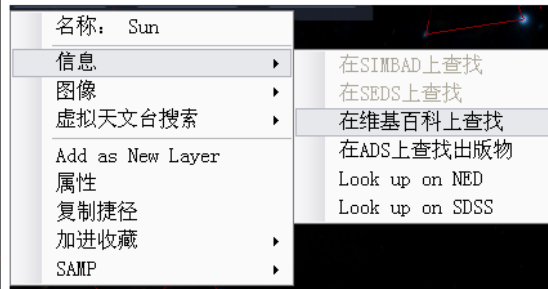 名称： Sun
信息
图像
虚拟天文台搜索
Add as New Layer
属性
复制捷径
加进收藏
SAMP
在SIMBAD上查找
在SEDS上查找
在维基百科上查找
在ADS上查找出版物
Look up on NED
Look up on SDSS